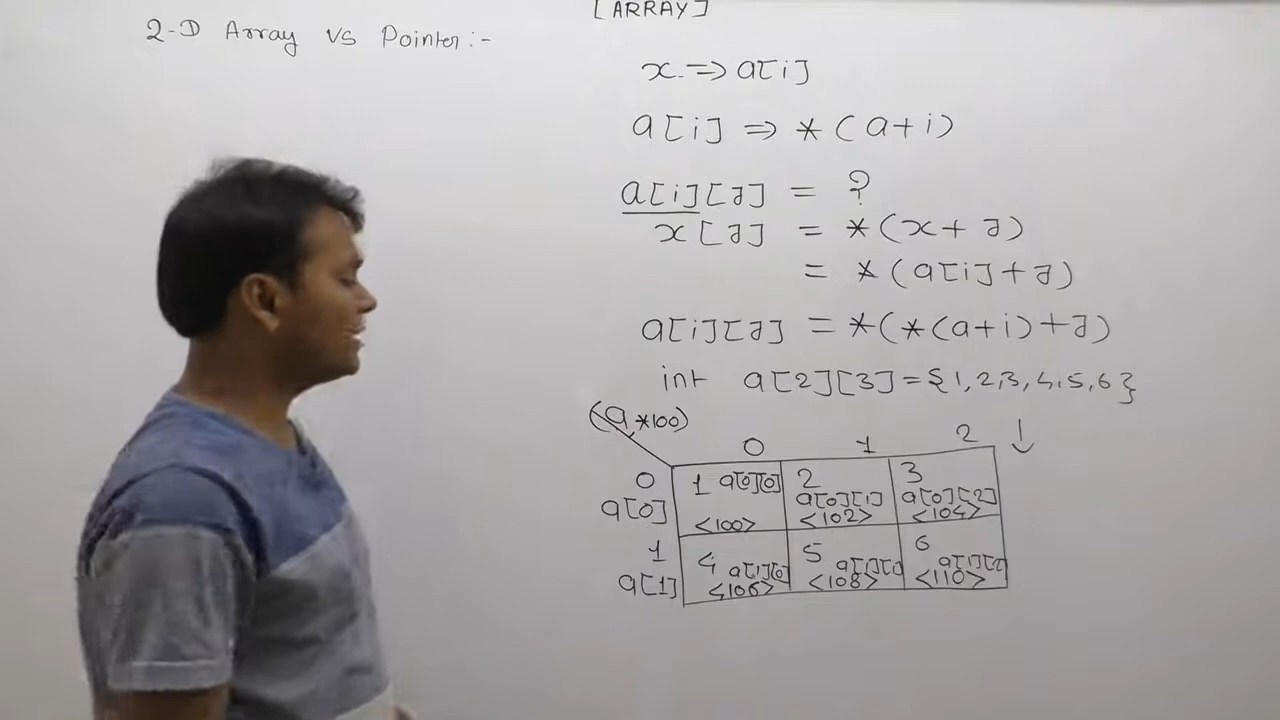 [ARRAY]
2-D Array vs Pointer:-
x ⇒ a[i]
a[i] ⇒ *(a+i)
a[i][j] = ?
x[j] = *(x+j)
= *(a[i]+j)
a[i][j] = *(*(a+i)+j)
int a[2][3]={1,2,3,4,5,6}
(a *100)
0 1 2 ↓
0 1 a[0][0] 2 3
a[0] a[0][1] a[0][2]
<100> <102> <104>
1 4 a[1][0] 5 a[1][1] 6 a[1][2]
a[1] <106> <108> <110>